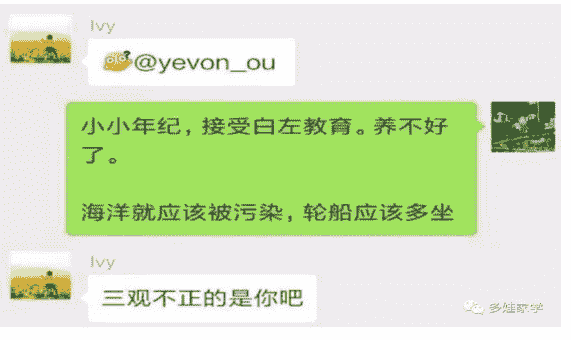 Ivy
@yevon_ou
小小年纪，接受白左教育。养不好
了。
海洋就应该被污染，轮船应该多坐
Ivy
三观不正的是你吧
多娃家学